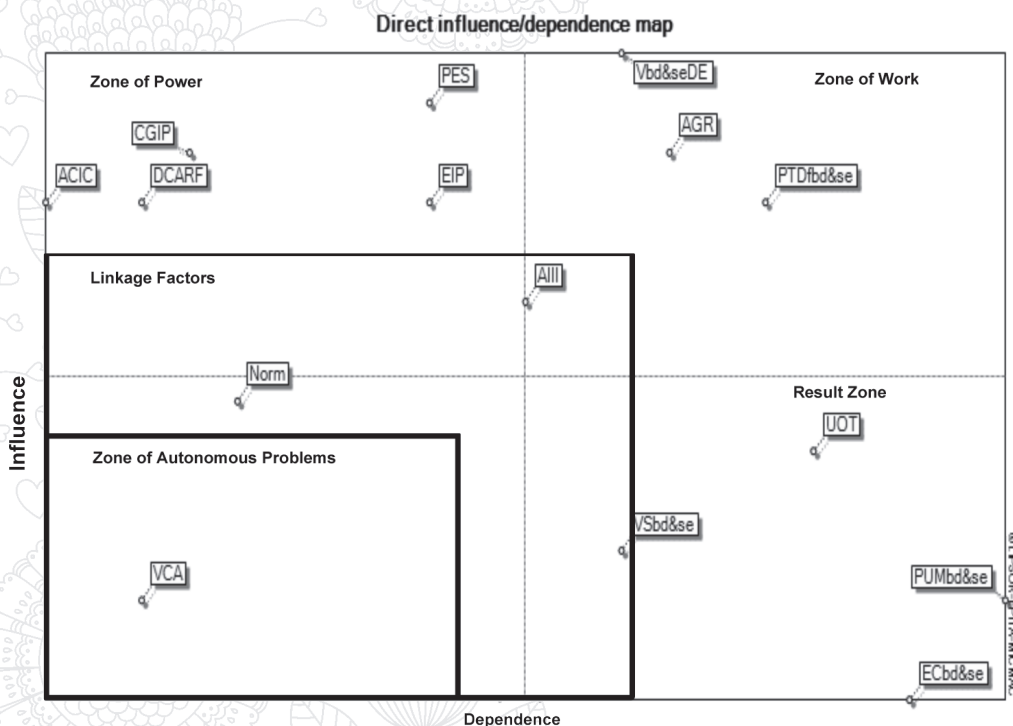 Direct influence/dependence map
Zone of Power
PES
Vbd&seDE
Zone of Work
CGIP
AGR
ACIC
DCARF
EIP
PTDfbd&se
Linkage Factors
AIII
Norm
Result Zone
Influence
UOT
Zone of Autonomous Problems
VSbd&se
VCA
PUMbd&se
ECbd&se
Dependence